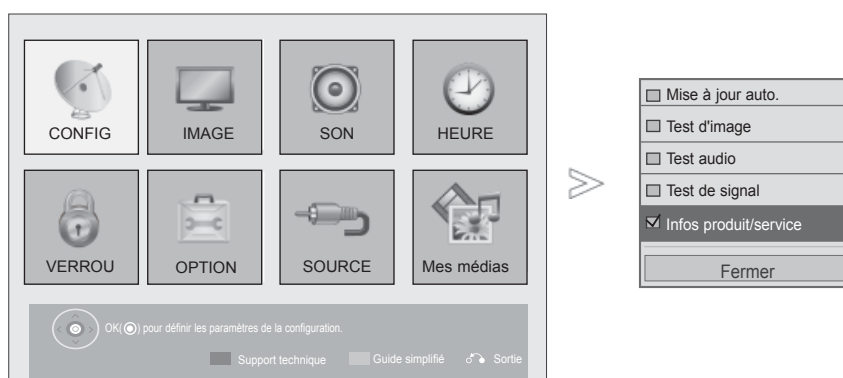 CONFIG IMAGE SON HEURE
VERROU OPTION SOURCE Mes médias
OK( ) pour définir les paramètres de la configuration.
Support technique Guide simplifié Sortie
Mise à jour auto.
Test d'image
Test audio
Test de signal
Infos produit/service
Fermer